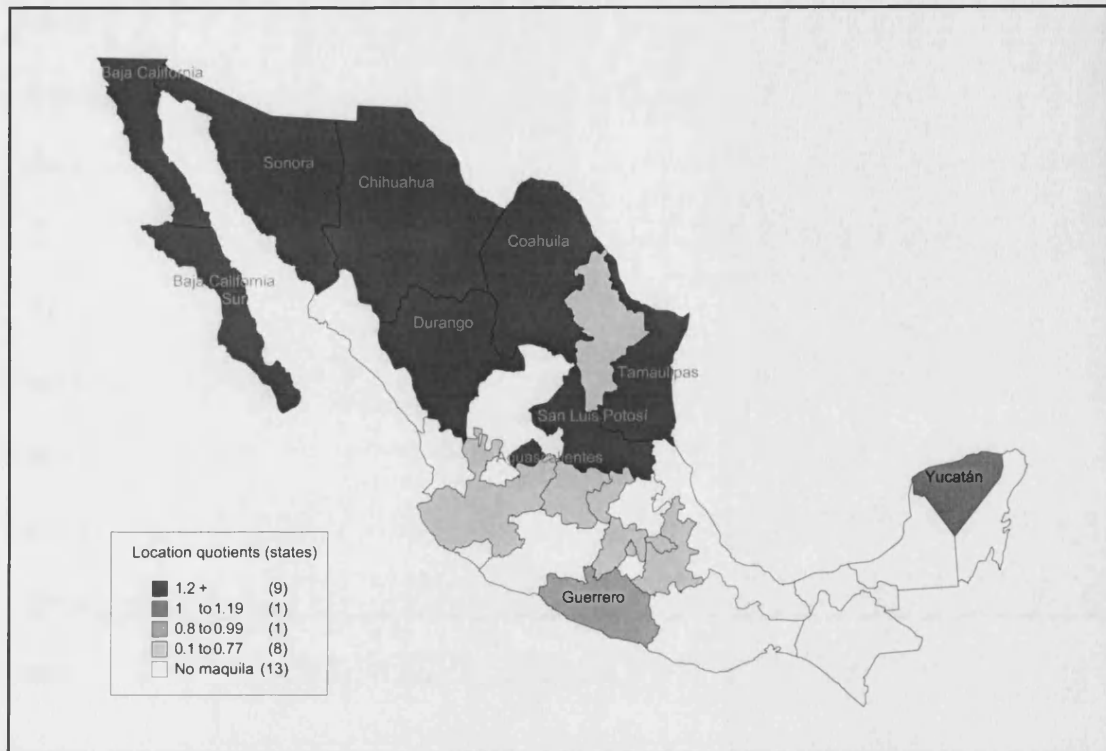 Baja California
Sonora
Chihuahua
Coahuila
Baja California
Sur
Durango
Tamaulipas
San Luis Potosí
Aguascalientes
Yucatán
Guerrero
Location quotients (states)
1.2 + (9)
1 to 1.19 (1)
0.8 to 0.99 (1)
0.1 to 0.77 (8)
No maquila (13)